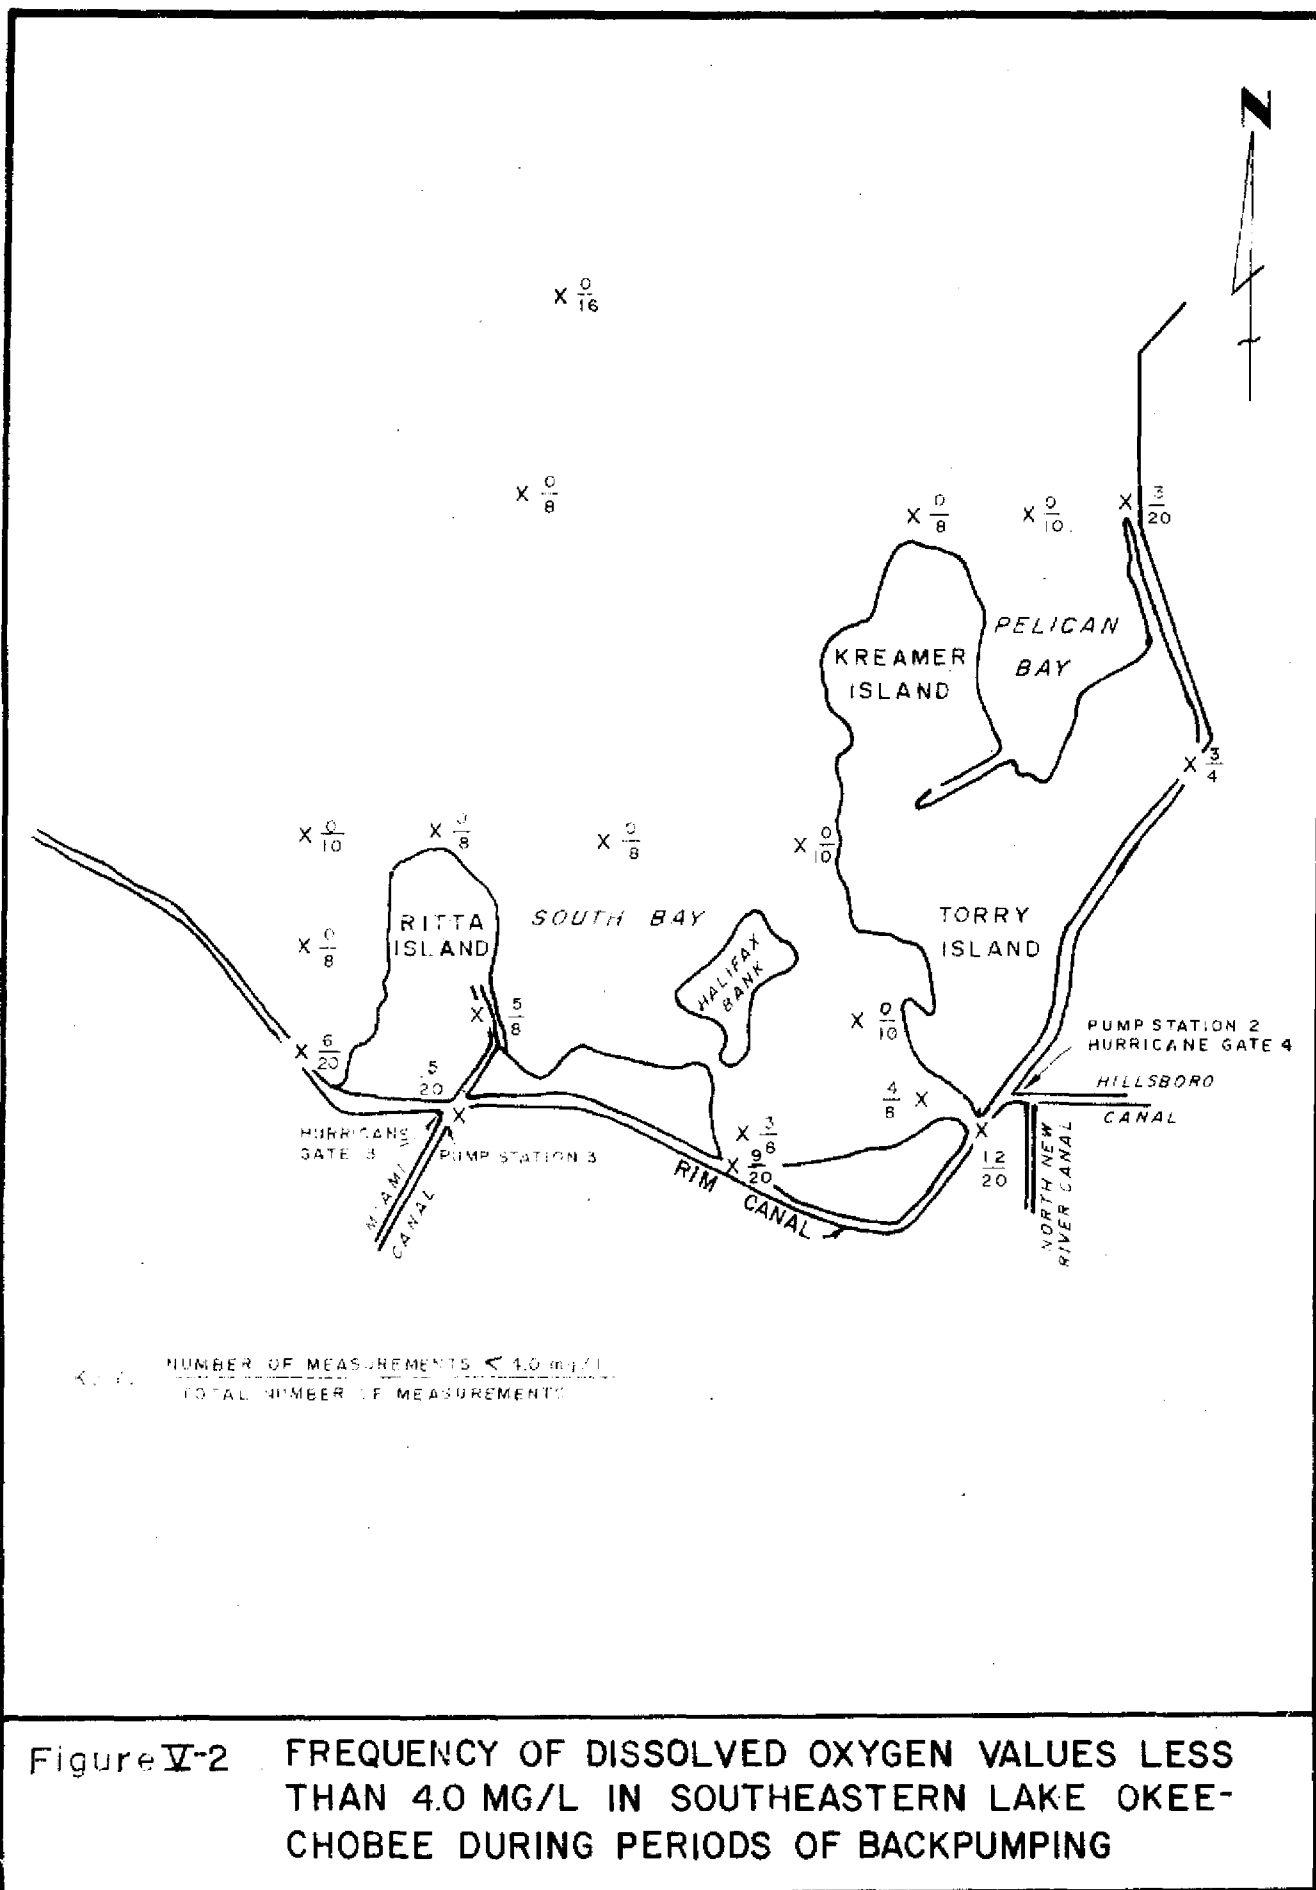 N
X 0/16
X 0/8
X 0/8
X 0/10
X 3/20
PELICAN
BAY
KREAMER
ISLAND
X 3/4
X 0/10
X 0/8
X 0/8
X 0/10
RITTA
ISLAND
SOUTH BAY
TORRY
ISLAND
HALIFAX
BANK
X 0/8
X 5/8
X 0/10
PUMP STATION 2
HURRICANE GATE 4
X 6/20
5/20
X
HILLSBORO
CANAL
4/8 X
HURRICANE
GATE 3
PUMP STATION 3
MIAMI
CANAL
X 3/8
X 9/20
RIM CANAL
X
12/20
NORTH NEW
RIVER CANAL
NUMBER OF MEASUREMENTS < 4.0 mg/l
TOTAL NUMBER OF MEASUREMENTS
Figure V-2 FREQUENCY OF DISSOLVED OXYGEN VALUES LESS
THAN 4.0 MG/L IN SOUTHEASTERN LAKE OKEE-
CHOBEE DURING PERIODS OF BACKPUMPING